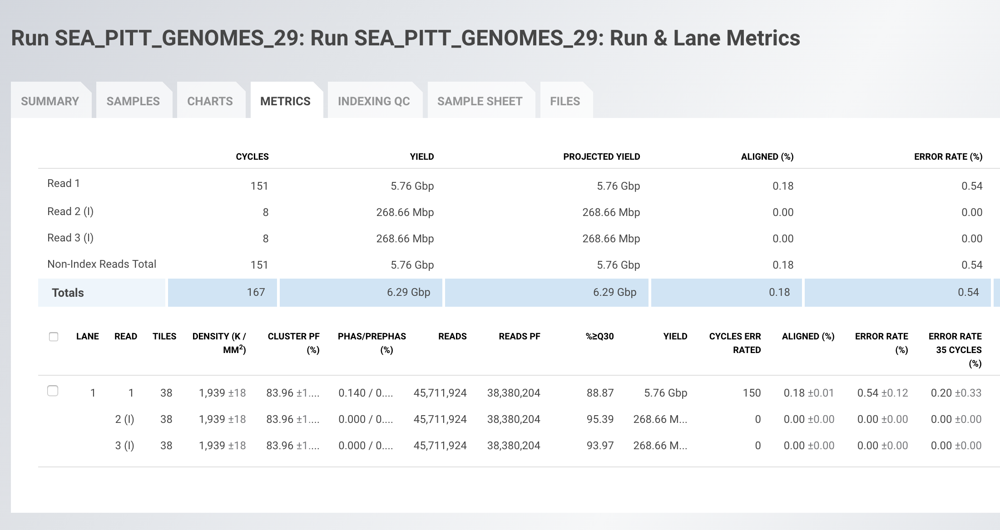 Run SEA_PITT_GENOMES_29: Run SEA_PITT_GENOMES_29: Run & Lane Metrics
SUMMARY SAMPLES CHARTS METRICS INDEXING QC SAMPLE SHEET FILES
CYCLES YIELD PROJECTED YIELD ALIGNED (%) ERROR RATE (%)
Read 1 151 5.76 Gbp 5.76 Gbp 0.18 0.54
Read 2 (I) 8 268.66 Mbp 268.66 Mbp 0.00 0.00
Read 3 (I) 8 268.66 Mbp 268.66 Mbp 0.00 0.00
Non-Index Reads Total 151 5.76 Gbp 5.76 Gbp 0.18 0.54
Totals 167 6.29 Gbp 6.29 Gbp 0.18 0.54
LANE READ TILES DENSITY (K / CLUSTER PF PHAS/PREPHAS READS READS PF %≥Q30 YIELD CYCLES ERR ALIGNED (%) ERROR RATE ERROR RATE
MM²) (%) (%) RATED (%) 35 CYCLES
(%)
1 1 38 1,939 ±18 83.96 ±1.... 0.140 / 0.... 45,711,924 38,380,204 88.87 5.76 Gbp 150 0.18 ±0.01 0.54 ±0.12 0.20 ±0.33
2 (I) 38 1,939 ±18 83.96 ±1.... 0.000 / 0.... 45,711,924 38,380,204 95.39 268.66 M... 0 0.00 ±0.00 0.00 ±0.00 0.00 ±0.00
3 (I) 38 1,939 ±18 83.96 ±1.... 0.000 / 0.... 45,711,924 38,380,204 93.97 268.66 M... 0 0.00 ±0.00 0.00 ±0.00 0.00 ±0.00